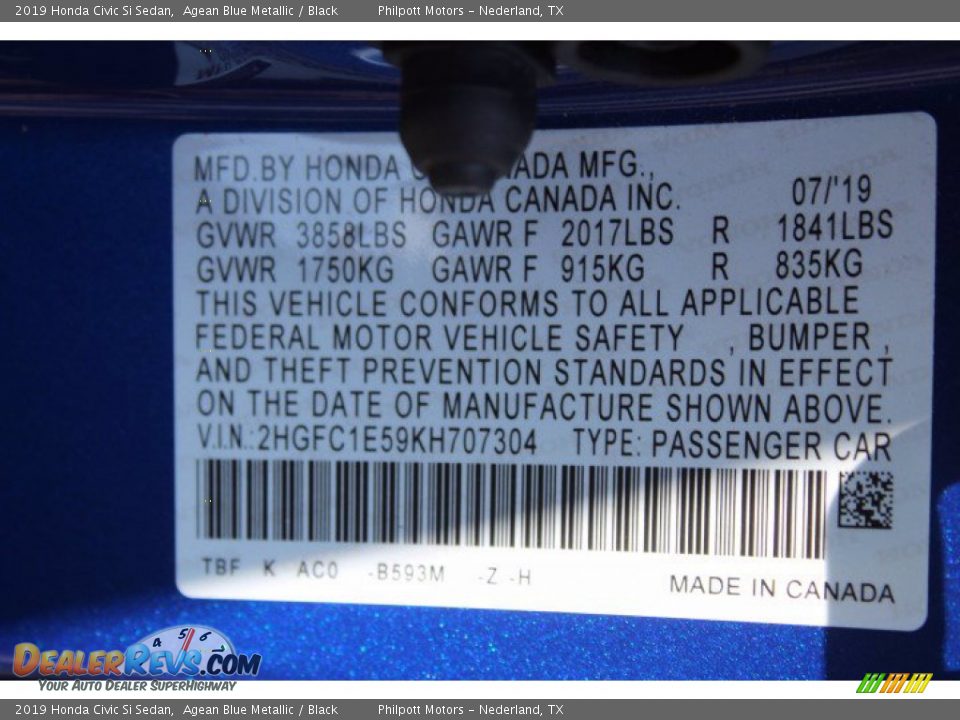 2019 Honda Civic Si Sedan, Agean Blue Metallic / Black Philpott Motors - Nederland, TX
MFD.BY HONDA ADA MFG.,
A DIVISION OF HONDA CANADA INC. 07/'19
GVWR 3858LBS GAWR F 2017LBS R 1841LBS
GVWR 1750KG GAWR F 915KG R 835KG
THIS VEHICLE CONFORMS TO ALL APPLICABLE
FEDERAL MOTOR VEHICLE SAFETY , BUMPER ,
AND THEFT PREVENTION STANDARDS IN EFFECT
ON THE DATE OF MANUFACTURE SHOWN ABOVE.
V.I.N.:2HGFC1E59KH707304 TYPE: PASSENGER CAR
TBF K AC0 -B593M -Z -H
MADE IN CANADA
4 5 6
DEALERREVS.COM
YOUR AUTO DEALER SUPERHIGHWAY
2019 Honda Civic Si Sedan, Agean Blue Metallic / Black Philpott Motors - Nederland, TX